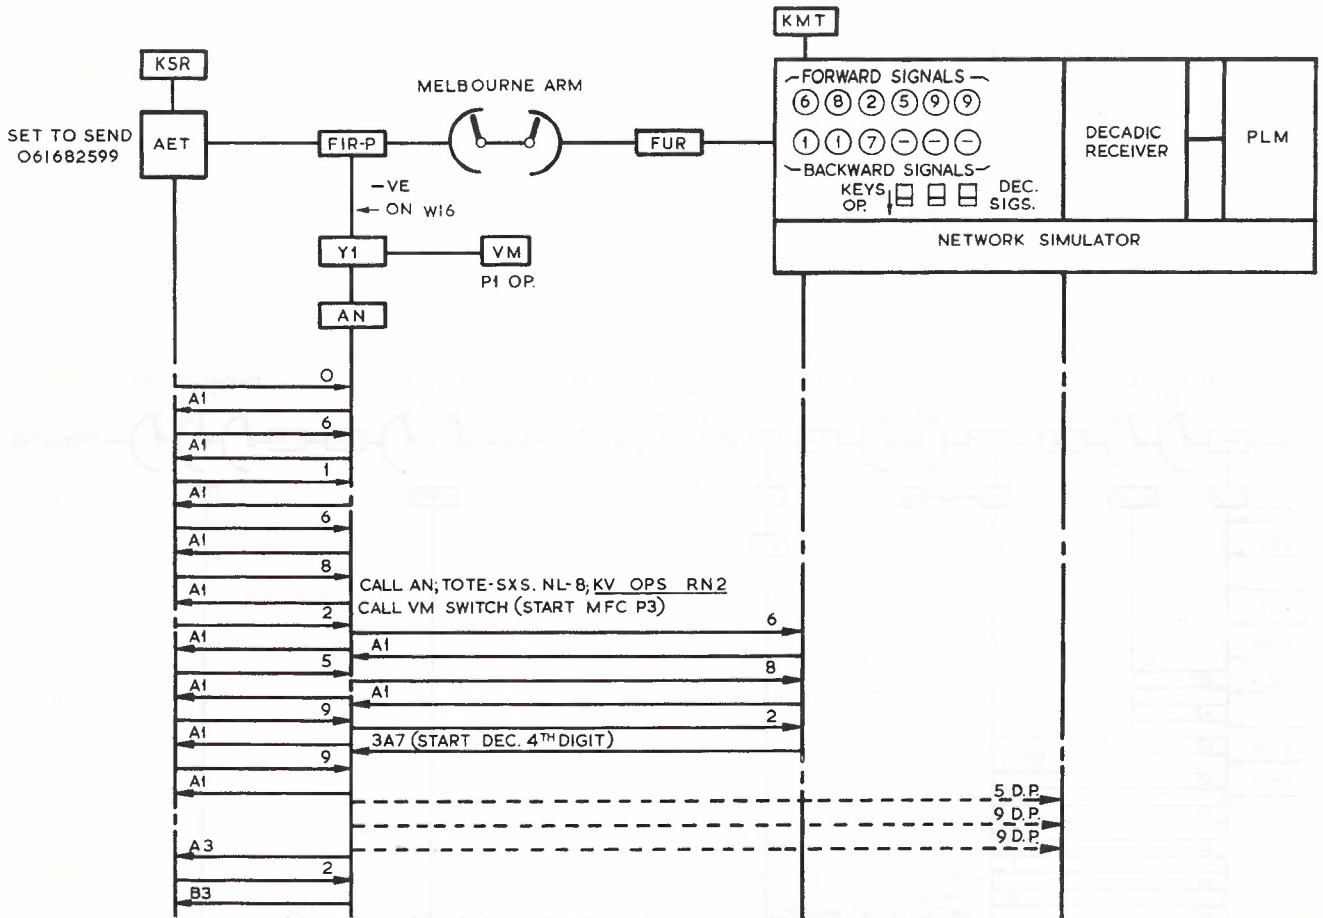 KMT
KSR
MELBOURNE ARM
FORWARD SIGNALS
6 8 2 5 9 9
SET TO SEND
061682599
AET
FIR-P
FUR
1 1 7 - - -
BACKWARD SIGNALS
KEYS OP.
DEC. SIGS.
DECADIC RECEIVER
PLM
NETWORK SIMULATOR
-VE
ON W16
Y1
VM
P1 OP.
AN
0
A1
6
A1
1
A1
6
A1
8
CALL AN; TOTE-SXS. NL-8; KV OPS RN2
A1
CALL VM SWITCH (START MFC P3)
2
6
A1
A1
5
8
A1
A1
9
2
A1
3A7 (START DEC. 4TH DIGIT)
9
A1
5 D.P.
9 D.P.
9 D.P.
A3
2
B3